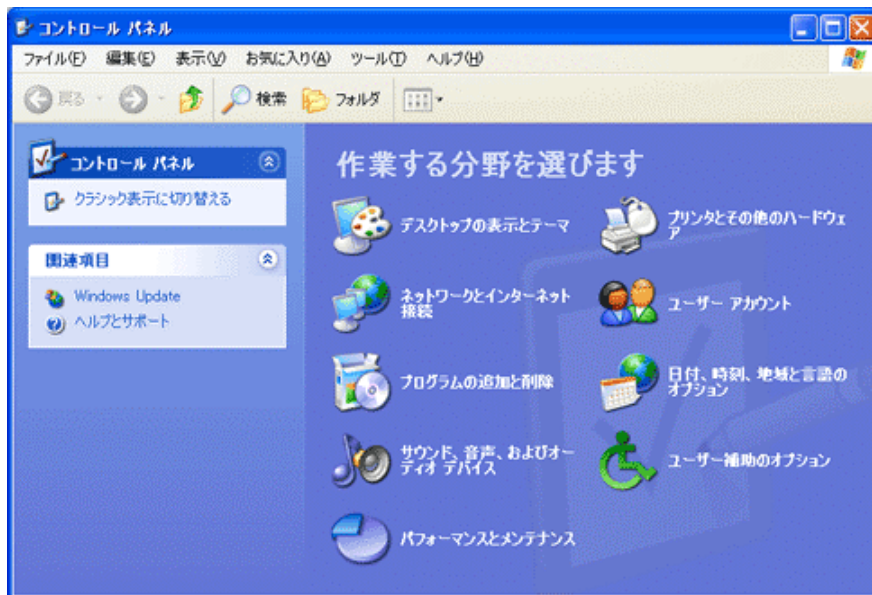 コントロール パネル
ファイル(F) 編集(E) 表示(V) お気に入り(A) ツール(T) ヘルプ(H)
戻る 検索 フォルダ
コントロール パネル
クラシック表示に切り替える
関連項目
Windows Update
ヘルプとサポート
作業する分野を選びます
デスクトップの表示とテーマ
プリンタとその他のハードウェ
ア
ネットワークとインターネット
接続
ユーザー アカウント
プログラムの追加と削除
日付、時刻、地域と言語の
オプション
サウンド、音声、およびオー
ディオ デバイス
ユーザー補助のオプション
パフォーマンスとメンテナンス